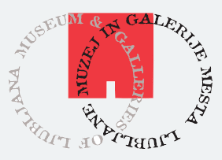 MUSEUM & GALLERIES OF LJUBLJANA
MUZEJ IN GALERIJE MESTA LJUBLJANE